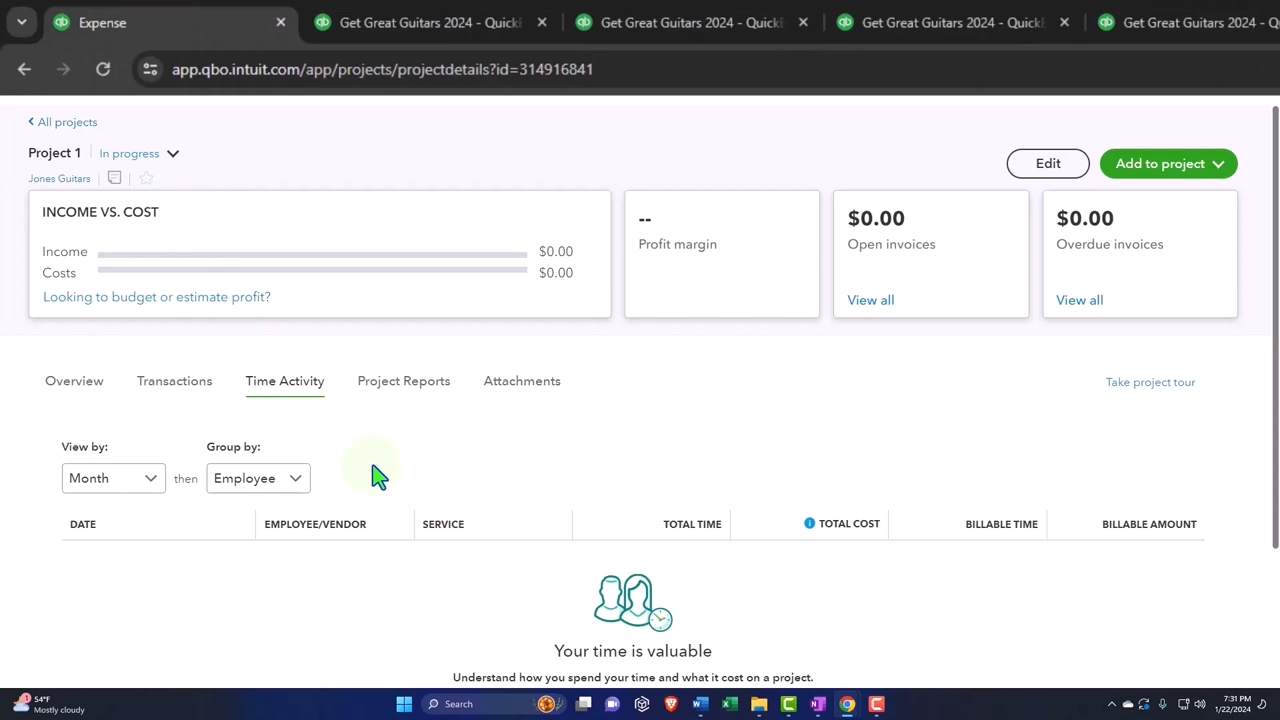 Expense
Get Great Guitars 2024 - QuickB
Get Great Guitars 2024 - QuickE
Get Great Guitars 2024 - QuickE
Get Great Guitars 2024 - Q
app.qbo.intuit.com/app/projects/projectdetails?id=314916841
All projects
Project 1
In progress
Edit
Add to project
Jones Guitars
INCOME VS. COST
Income $0.00
Costs $0.00
Looking to budget or estimate profit?
--
Profit margin
$0.00
Open invoices
View all
$0.00
Overdue invoices
View all
Overview
Transactions
Time Activity
Project Reports
Attachments
Take project tour
View by:
Group by:
Month
then
Employee
DATE
EMPLOYEE/VENDOR
SERVICE
TOTAL TIME
TOTAL COST
BILLABLE TIME
BILLABLE AMOUNT
Your time is valuable
Understand how you spend your time and what it cost on a project.
1
54°F
Mostly cloudy
Search
7:31 PM
1/22/2024